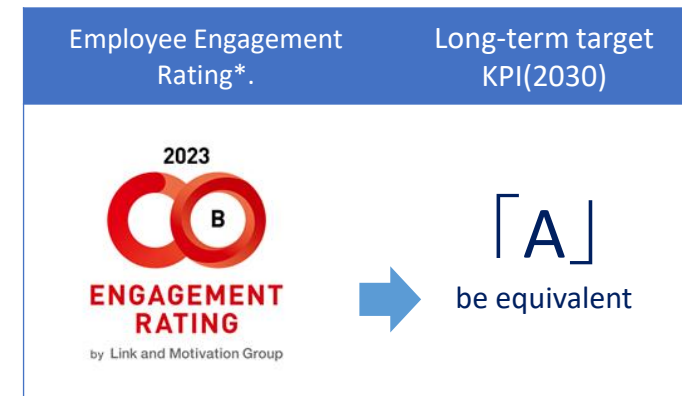 Employee Engagement
Rating*.
Long-term target
KPI(2030)
2023
B
ENGAGEMENT
RATING
by Link and Motivation Group
「A」
be equivalent